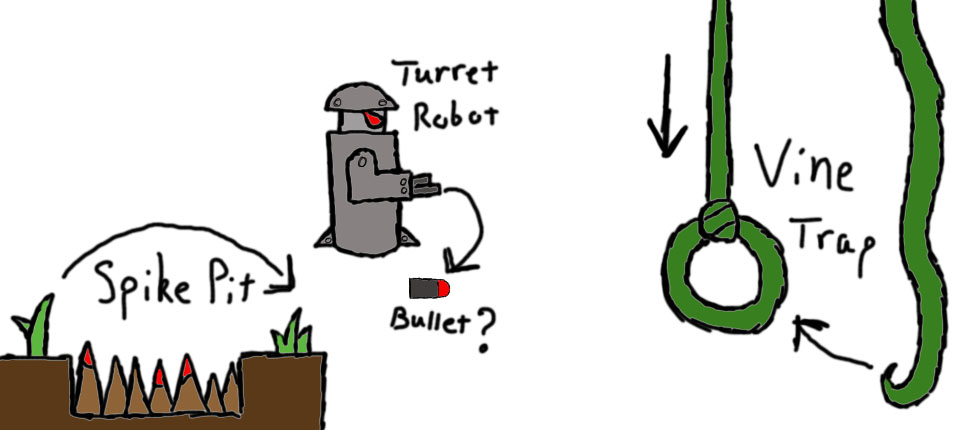 Turret
Robot
Spike Pit
Bullet?
Vine
Trap